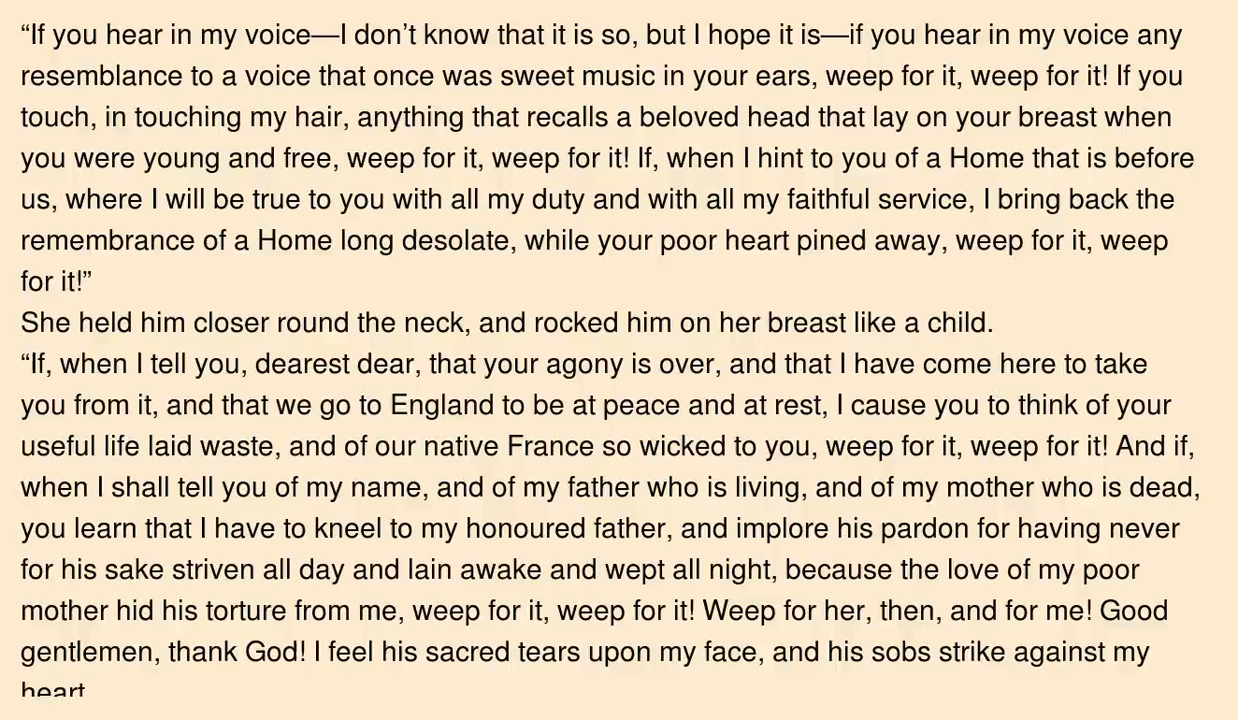 “If you hear in my voice—I don’t know that it is so, but I hope it is—if you hear in my voice any
resemblance to a voice that once was sweet music in your ears, weep for it, weep for it! If you
touch, in touching my hair, anything that recalls a beloved head that lay on your breast when
you were young and free, weep for it, weep for it! If, when I hint to you of a Home that is before
us, where I will be true to you with all my duty and with all my faithful service, I bring back the
remembrance of a Home long desolate, while your poor heart pined away, weep for it, weep
for it!”
She held him closer round the neck, and rocked him on her breast like a child.
“If, when I tell you, dearest dear, that your agony is over, and that I have come here to take
you from it, and that we go to England to be at peace and at rest, I cause you to think of your
useful life laid waste, and of our native France so wicked to you, weep for it, weep for it! And if,
when I shall tell you of my name, and of my father who is living, and of my mother who is dead,
you learn that I have to kneel to my honoured father, and implore his pardon for having never
for his sake striven all day and lain awake and wept all night, because the love of my poor
mother hid his torture from me, weep for it, weep for it! Weep for her, then, and for me! Good
gentlemen, thank God! I feel his sacred tears upon my face, and his sobs strike against my
heart